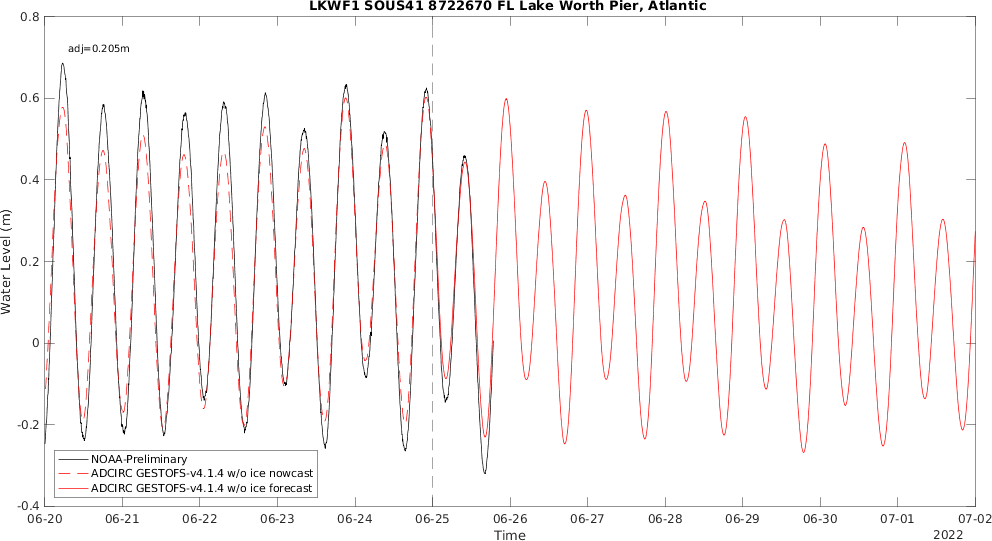 LKWF1 SOUS41 8722670 FL Lake Worth Pier, Atlantic
adj=0.205m
0.8
0.6
0.4
0.2
0
-0.2
-0.4
Water Level (m)
NOAA-Preliminary
ADCIRC GESTOFS-v4.1.4 w/o ice nowcast
ADCIRC GESTOFS-v4.1.4 w/o ice forecast
06-20 06-21 06-22 06-23 06-24 06-25 06-26 06-27 06-28 06-29 06-30 07-01 07-02
Time
2022